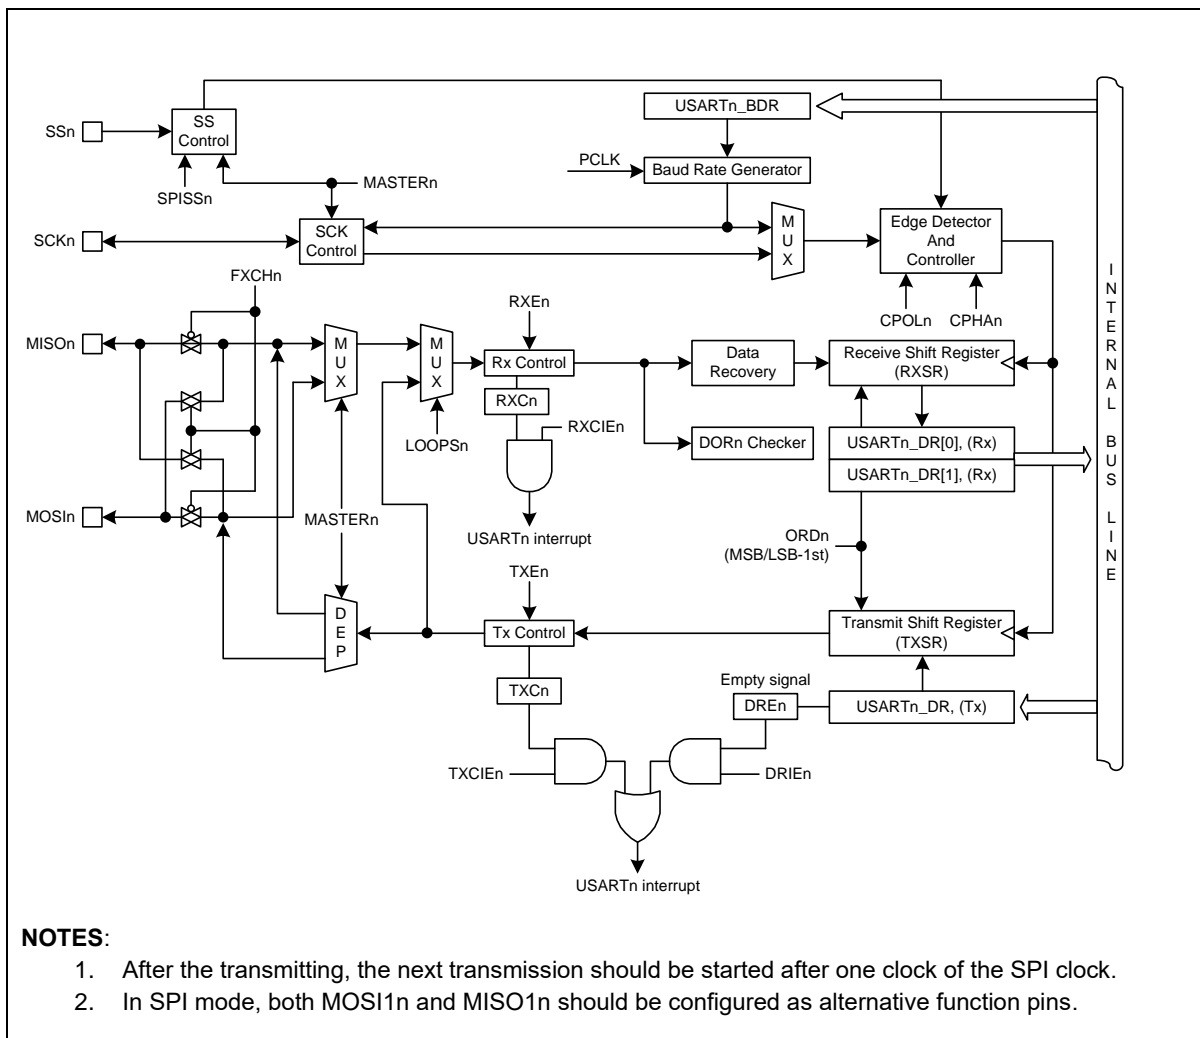 USARTn_BDR
SSn
SS
Control
PCLK
Baud Rate Generator
SPISSn
MASTERn
SCKn
SCK
Control
M
U
X
Edge Detector
And
Controller
FXCHn
CPOLn
CPHAn
RXEn
MISOn
M
U
X
M
U
X
Rx Control
Data
Recovery
Receive Shift Register
(RXSR)
RXCn
LOOPSn
RXCIEn
DORn Checker
USARTn_DR[0], (Rx)
USARTn_DR[1], (Rx)
MOSIn
MASTERn
USARTn interrupt
ORDn
(MSB/LSB-1st)
TXEn
D
E
P
Tx Control
Transmit Shift Register
(TXSR)
TXCn
Empty signal
DREn
USARTn_DR, (Tx)
TXCIEn
DRIEn
USARTn interrupt
I
N
T
E
R
N
A
L
B
U
S
L
I
N
E
NOTES:
1. After the transmitting, the next transmission should be started after one clock of the SPI clock.
2. In SPI mode, both MOSI1n and MISO1n should be configured as alternative function pins.